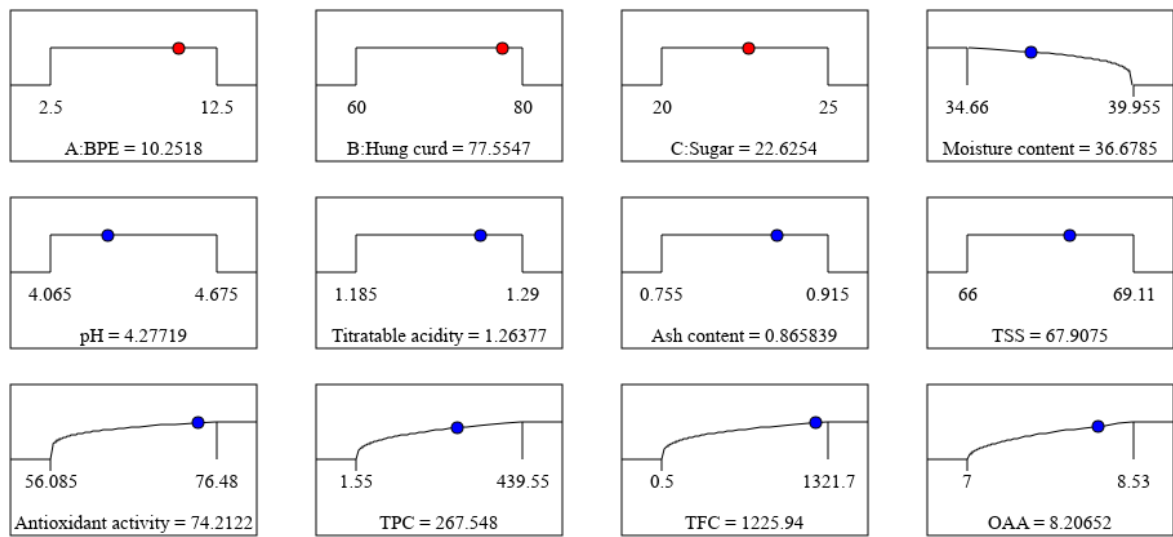 2.5 12.5
A:BPE = 10.2518
60 80
B:Hung curd = 77.5547
20 25
C:Sugar = 22.6254
34.66 39.955
Moisture content = 36.6785
4.065 4.675
pH = 4.27719
1.185 1.29
Titratable acidity = 1.26377
0.755 0.915
Ash content = 0.865839
66 69.11
TSS = 67.9075
56.085 76.48
Antioxidant activity = 74.2122
1.55 439.55
TPC = 267.548
0.5 1321.7
TFC = 1225.94
7 8.53
OAA = 8.20652